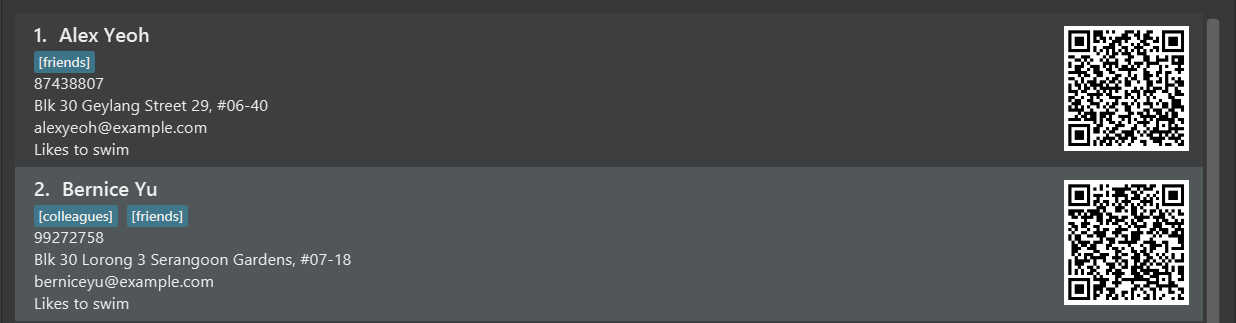 1. Alex Yeoh
[friends]
87438807
Blk 30 Geylang Street 29, #06-40
alexyeoh@example.com
Likes to swim
2. Bernice Yu
[colleagues] [friends]
99272758
Blk 30 Lorong 3 Serangoon Gardens, #07-18
berniceyu@example.com
Likes to swim